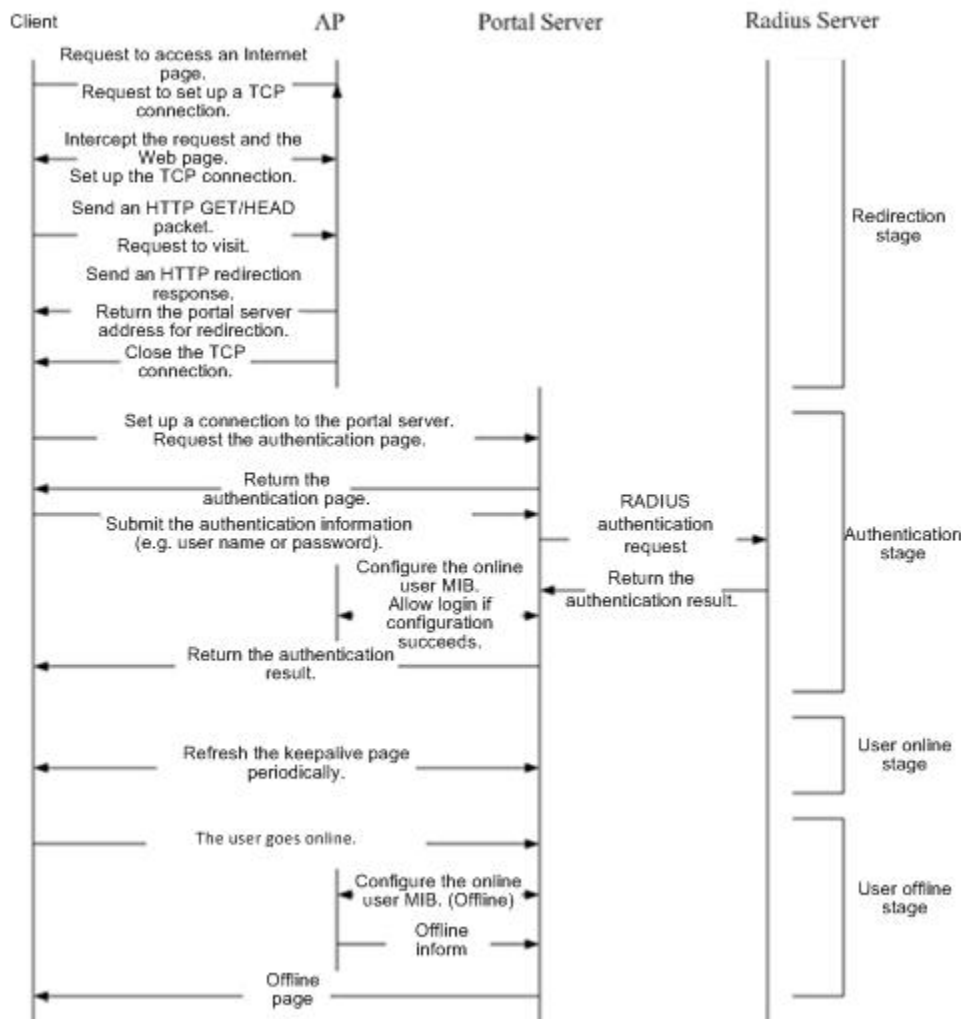 Client AP Portal Server Radius Server
Request to access an Internet
page.
Request to set up a TCP
connection.
Intercept the request and the
Web page.
Set up the TCP connection.
Send an HTTP GET/HEAD
packet.
Request to visit.
Redirection
stage
Send an HTTP redirection
response.
Return the portal server
address for redirection.
Close the TCP
connection.
Set up a connection to the portal server.
Request the authentication page.
Return the
authentication page.
Submit the authentication information
(e.g. user name or password).
RADIUS
authentication
request
Authentication
stage
Configure the online
user MIB.
Allow login if
configuration
succeeds.
Return the
authentication result.
Return the authentication
result.
Refresh the keepalive page
periodically.
User online
stage
The user goes online.
Configure the online
user MIB. (Offline)
User offline
stage
Offline
inform
Offline
page